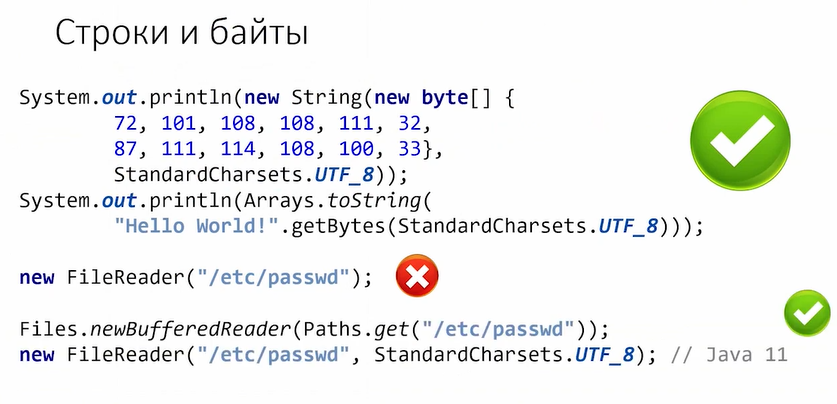 Строки и байты
System.out.println(new String(new byte[] {
72, 101, 108, 108, 111, 32,
87, 111, 114, 108, 100, 33},
StandardCharsets.UTF_8));
System.out.println(Arrays.toString(
"Hello World!".getBytes(StandardCharsets.UTF_8)));
new FileReader("/etc/passwd");
Files.newBufferedReader(Paths.get("/etc/passwd"));
new FileReader("/etc/passwd", StandardCharsets.UTF_8); // Java 11